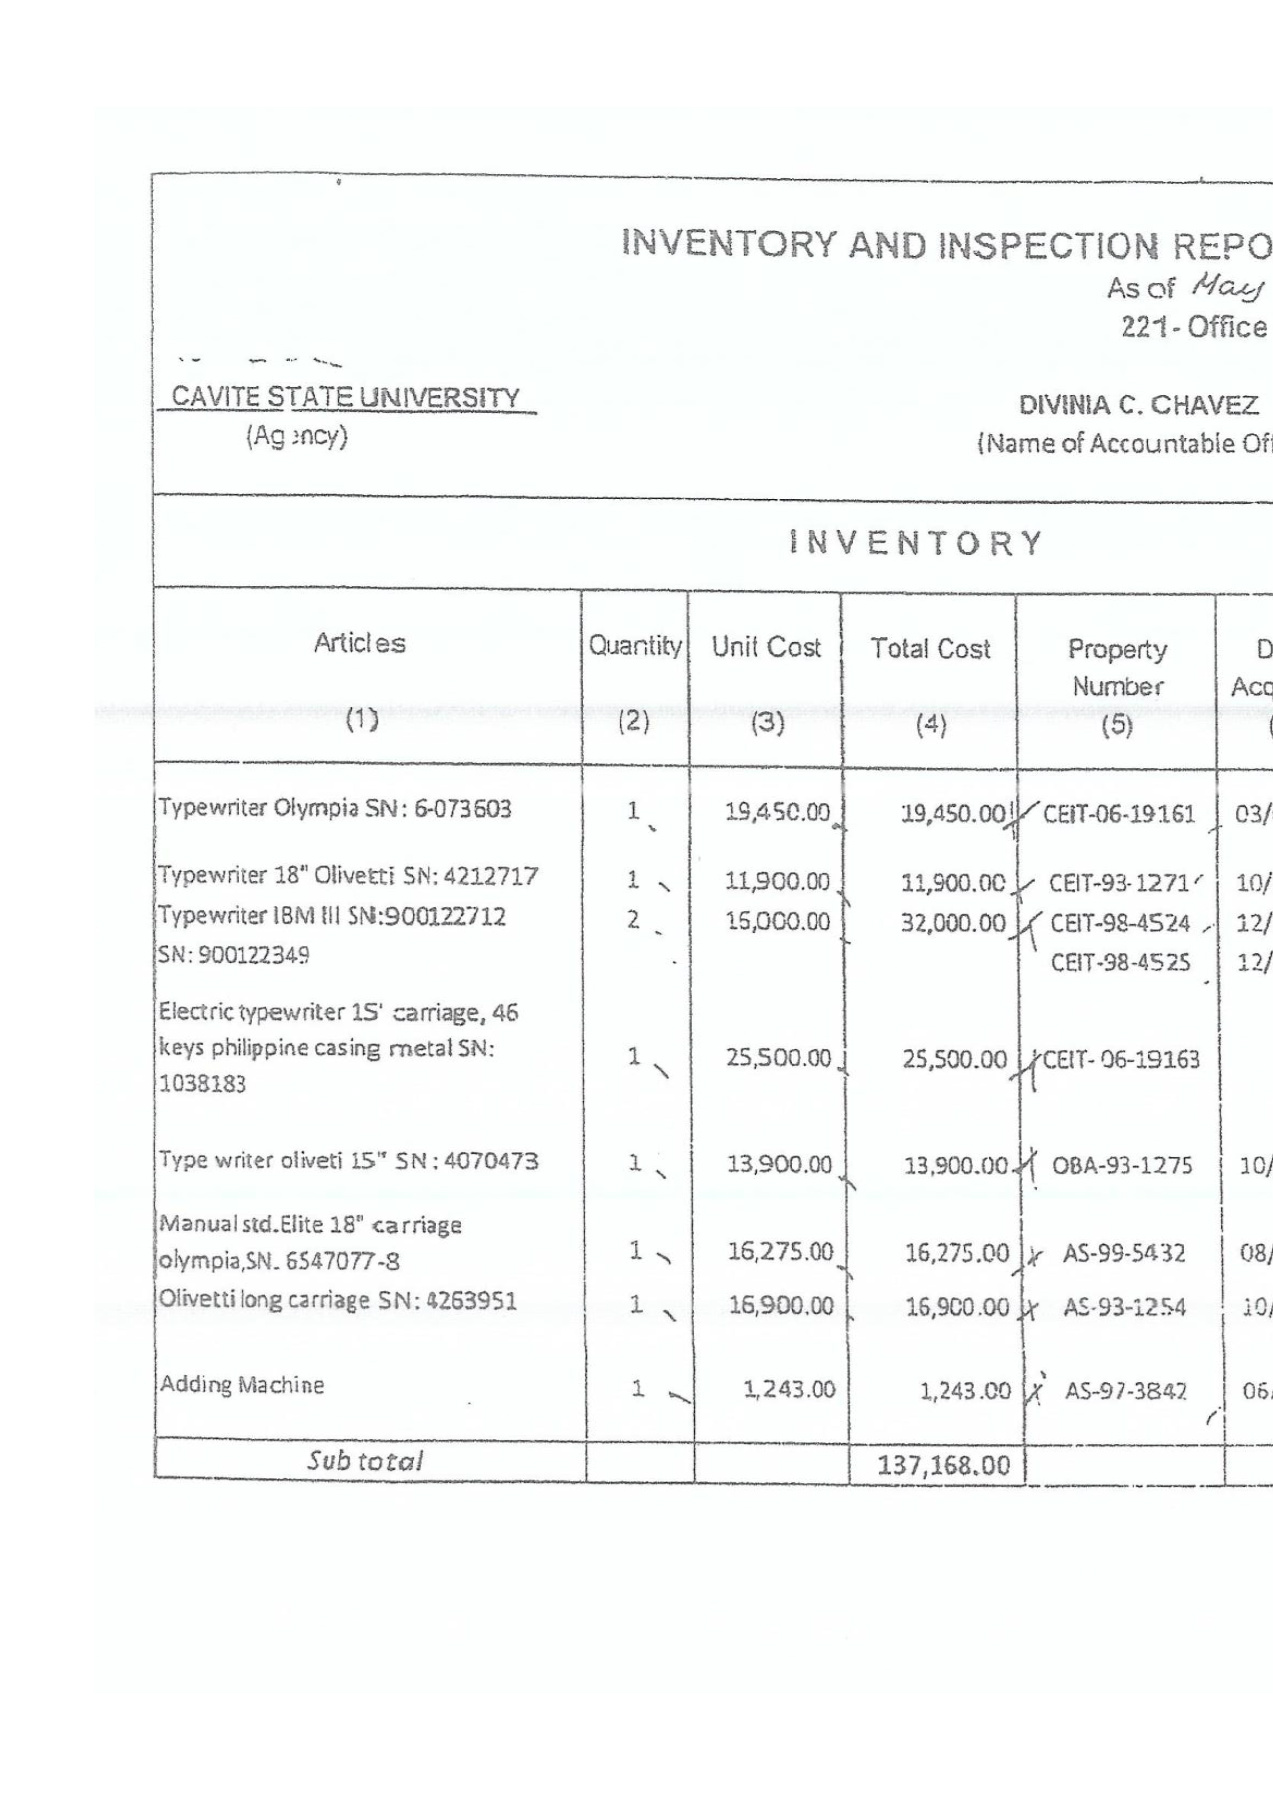 INVENTORY AND INSPECTION REPO
As of May
221- Office
CAVITE STATE UNIVERSITY
(Agency)
DIVINIA C. CHAVEZ
(Name of Accountable Off
INVENTORY
Articles Quantity Unit Cost Total Cost Property D
Number Acq
(1) (2) (3) (4) (5) (
Typewriter Olympia SN: 6-073603 1 19,450.00 19,450.00 CEIT-06-19161 03/
Typewriter 18" Olivetti SN: 4212717 1 11,900.00 11,900.00 CEIT-93-1271 10/
Typewriter IBM III SN:900122712 2 16,000.00 32,000.00 CEIT-98-4524 12/
SN: 900122349 CEIT-98-4525 12/
Electric typewriter 15' carriage, 46
keys philippine casing metal SN: 1 25,500.00 25,500.00 CEIT- 06-19163
1038183
Type writer oliveti 15" SN: 4070473 1 13,900.00 13,900.00 OBA-93-1275 10/
Manual std.Elite 18" carriage
olympia,SN. 6547077-8 1 16,275.00 16,275.00 AS-99-5432 08/
Olivetti long carriage SN: 4263951 1 16,900.00 16,900.00 AS-93-1254 10/
Adding Machine 1 1,243.00 1,243.00 AS-97-3842 06/
Sub total 137,168.00